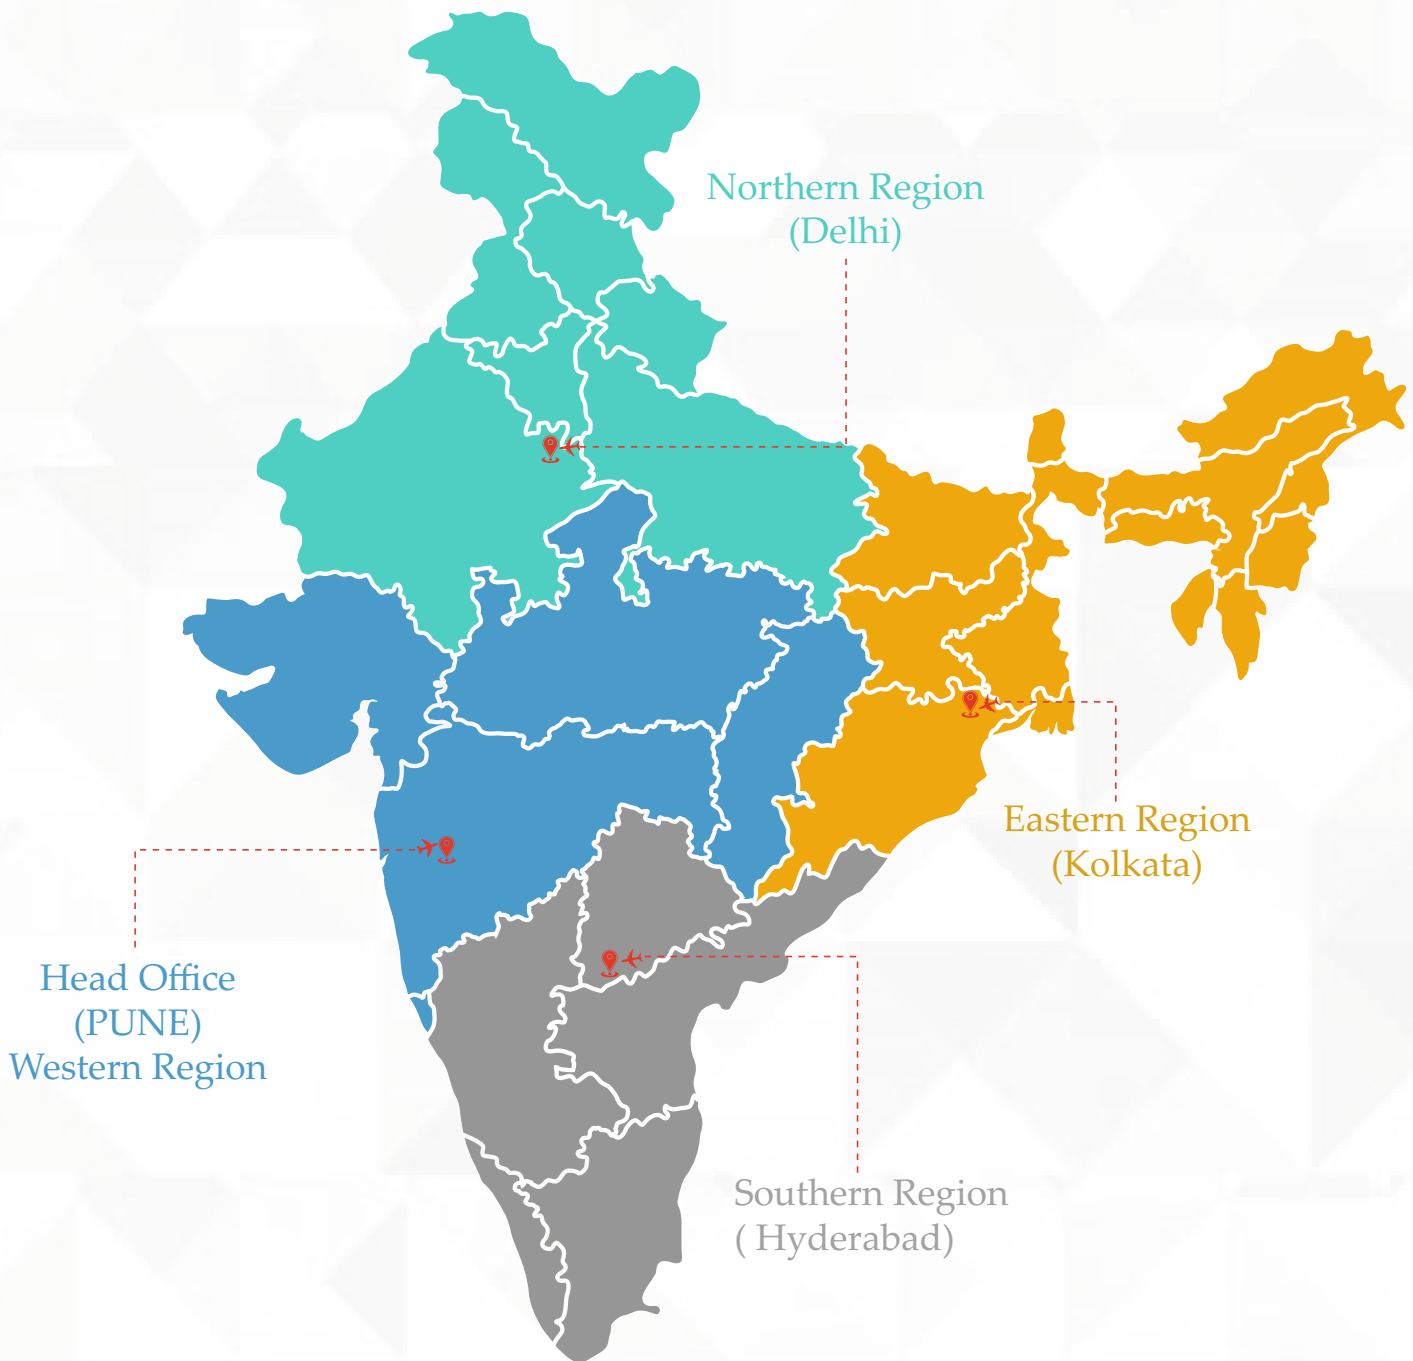 Northern Region
(Delhi)
Eastern Region
(Kolkata)
Head Office
(PUNE)
Western Region
Southern Region
( Hyderabad)